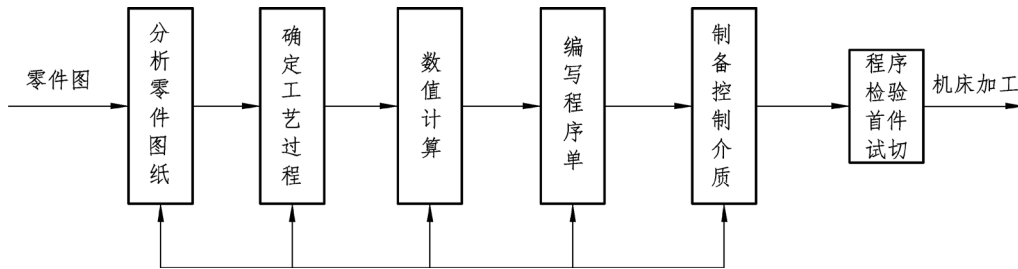 零件图
分析零件图纸
确定工艺过程
数值计算
编写程序单
制备控制介质
程序
检验
首件
试切
机床加工